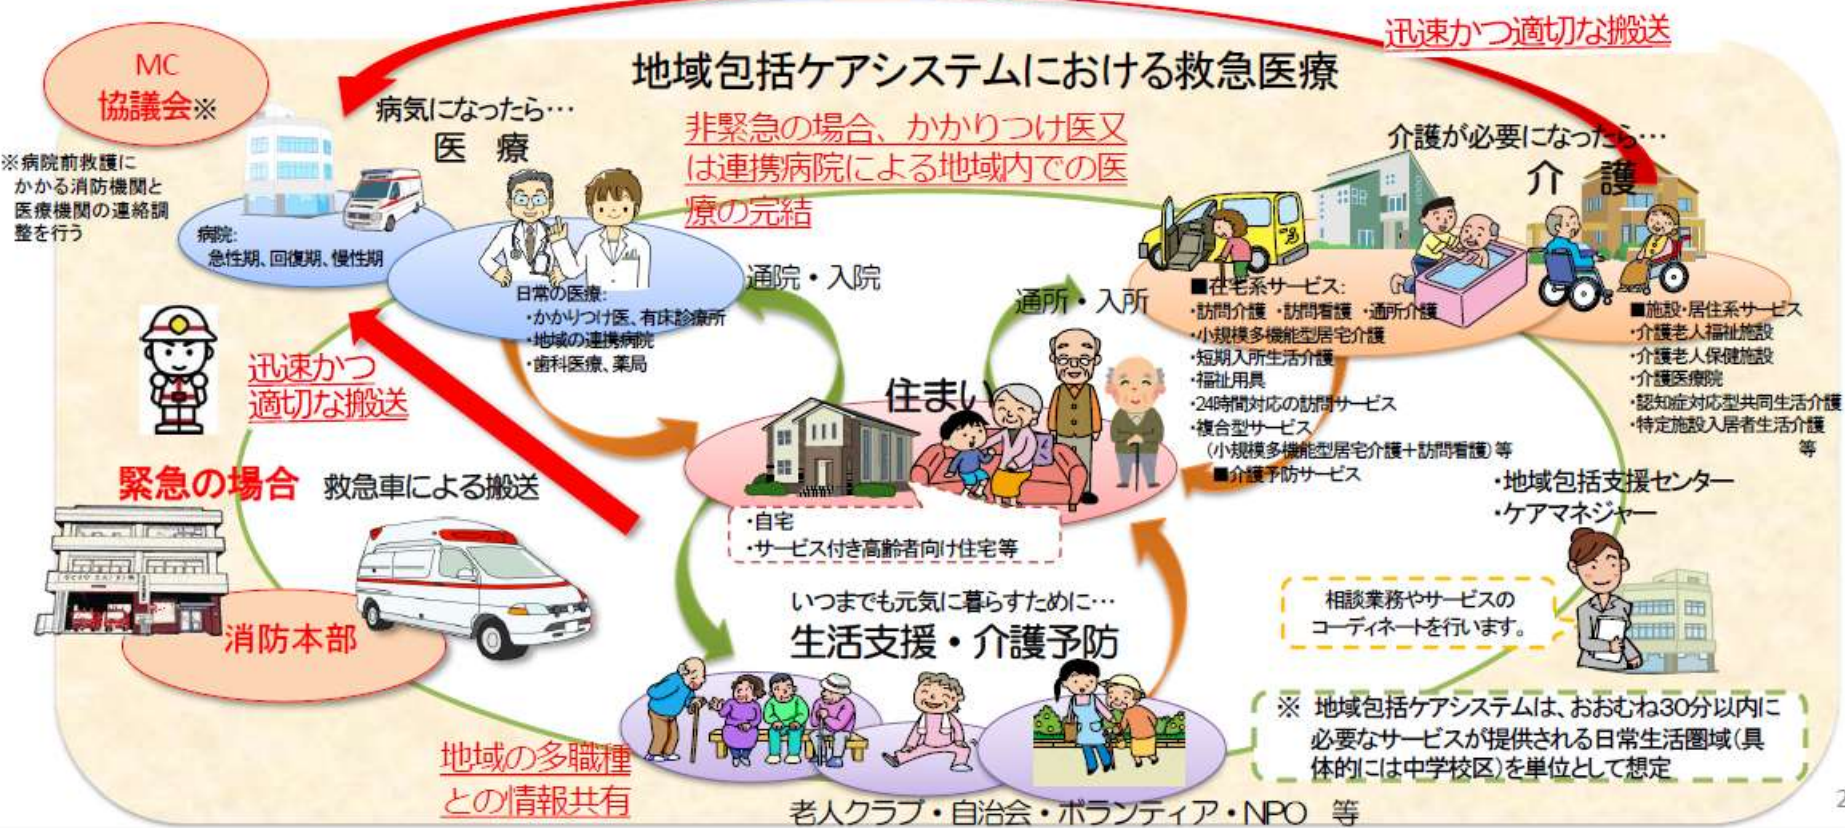 迅速かつ適切な搬送
MC
協議会※
地域包括ケアシステムにおける救急医療
病気になったら…
医 療
非緊急の場合、かかりつけ医又
は連携病院による地域内での医
療の完結
介護が必要になったら…
介 護
※病院前救護に
かかる消防機関と
医療機関の連絡調
整を行う
病院:
急性期、回復期、慢性期
日常の医療:
・かかりつけ医、有床診療所
・地域の連携病院
・歯科医療、薬局
通院・入院
通所・入所
■在宅系サービス:
・訪問介護 ・訪問看護 ・通所介護
・小規模多機能型居宅介護
・短期入所生活介護
・福祉用具
・24時間対応の訪問サービス
・複合型サービス
(小規模多機能型居宅介護+訪問看護)等
■介護予防サービス
■施設・居住系サービス
・介護老人福祉施設
・介護老人保健施設
・介護医療院
・認知症対応型共同生活介護
・特定施設入居者生活介護
等
迅速かつ
適切な搬送
住まい
・自宅
・サービス付き高齢者向け住宅等
緊急の場合
救急車による搬送
消防本部
・地域包括支援センター
・ケアマネジャー
相談業務やサービスの
コーディネートを行います。
いつまでも元気に暮らすために…
生活支援・介護予防
※ 地域包括ケアシステムは、おおむね30分以内に
必要なサービスが提供される日常生活圏域(具
体的には中学校区)を単位として想定
地域の多職種
との情報共有
老人クラブ・自治会・ボランティア・NPO 等
2